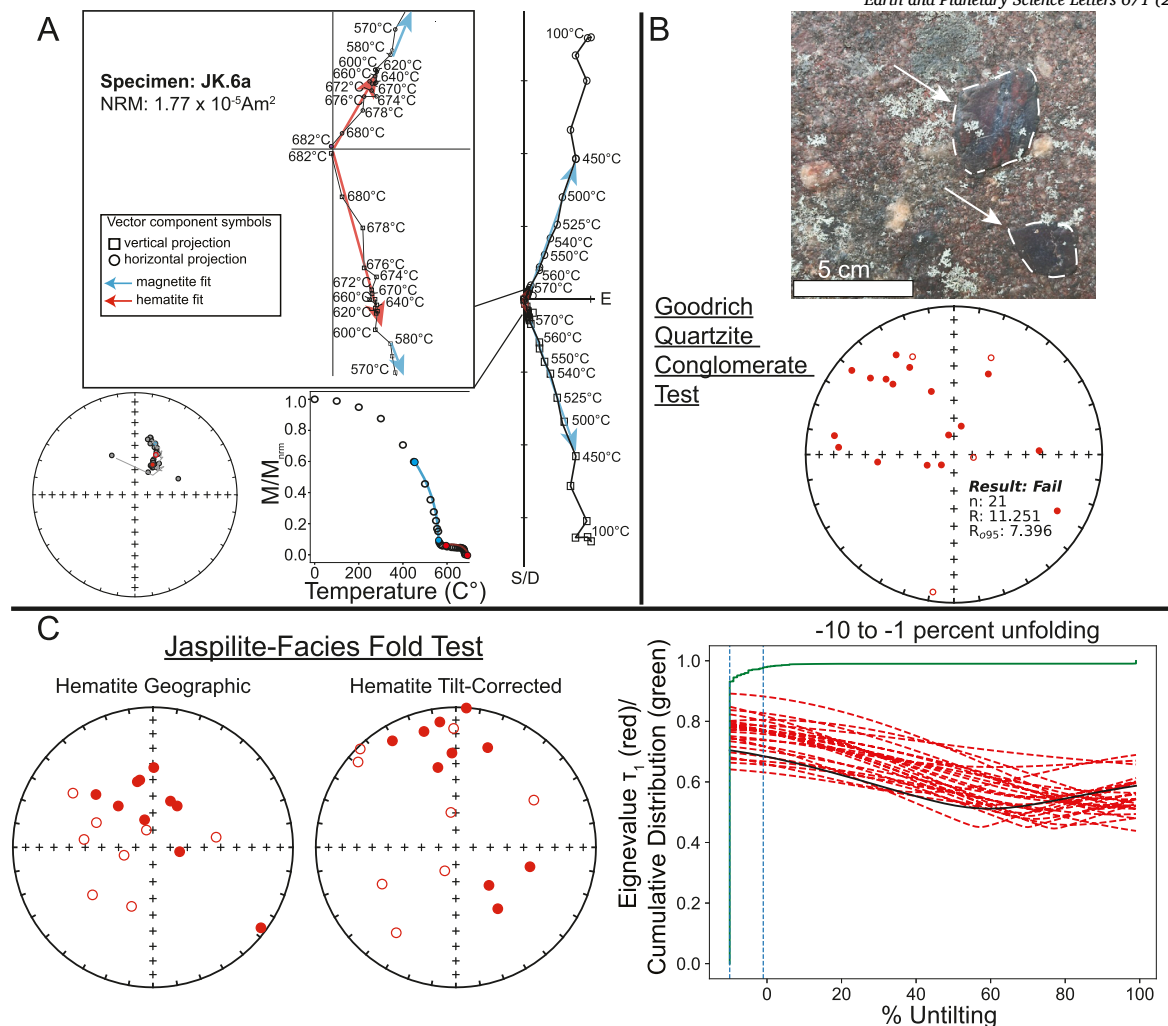 Earth and Planetary Science Letters 671 (2
A
Specimen: JK.6a
NRM: 1.77 x 10⁻⁵Am²
Vector component symbols
vertical projection
horizontal projection
magnetite fit
hematite fit
570°C
580°C
600°C
620°C
660°C
640°C
672°C
670°C
676°C
674°C
678°C
680°C
682°C
682°C
680°C
678°C
676°C
674°C
672°C
670°C
660°C
640°C
620°C
600°C
580°C
570°C
100°C
450°C
500°C
525°C
540°C
550°C
560°C
570°C
E
570°C
560°C
550°C
540°C
525°C
500°C
450°C
100°C
S/D
M/Mnrm
1.0
0.8
0.6
0.4
0.2
0.0
0
200
400
600
Temperature (C°)
B
5 cm
Goodrich
Quartzite
Conglomerate
Test
Result: Fail
n: 21
R: 11.251
Ro95: 7.396
C
Jaspilite-Facies Fold Test
Hematite Geographic
Hematite Tilt-Corrected
-10 to -1 percent unfolding
Eignevalue τ₁ (red)/
Cumulative Distribution (green)
1.0
0.8
0.6
0.4
0.2
0.0
0
20
40
60
80
100
% Untilting